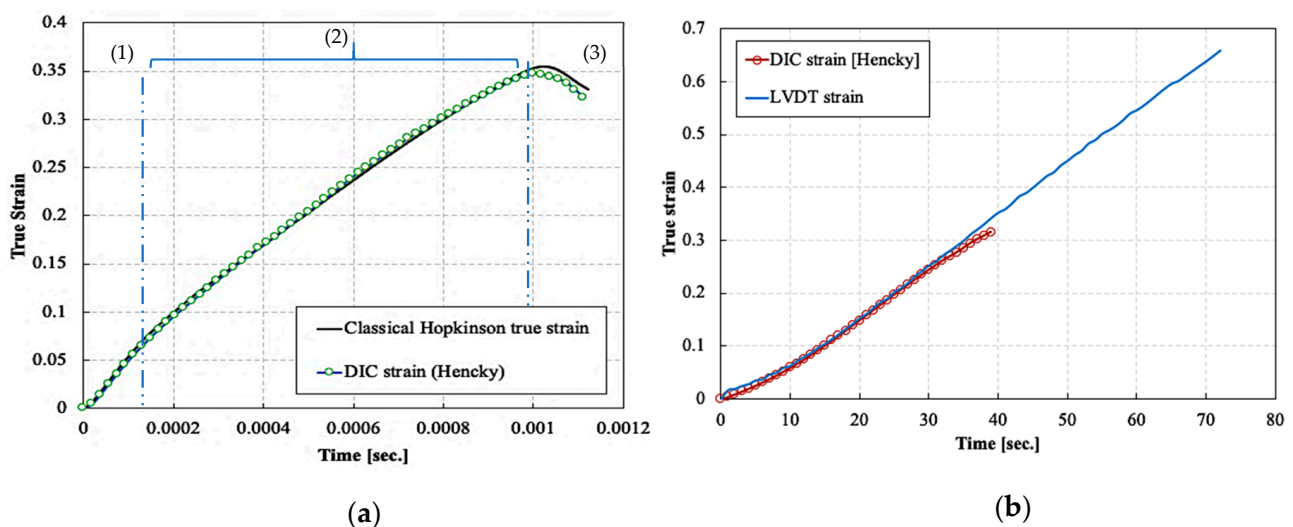 0.4
0.35
0.3
0.25
0.2
0.15
0.1
0.05
0
True Strain
(1)
(2)
(3)
Classical Hopkinson true strain
DIC strain (Hencky)
0 0.0002 0.0004 0.0006 0.0008 0.001 0.0012
Time [sec.]
(a)
0.7
0.6
0.5
0.4
0.3
0.2
0.1
0
True strain
DIC strain [Hencky]
LVDT strain
0 10 20 30 40 50 60 70 80
Time [sec.]
(b)